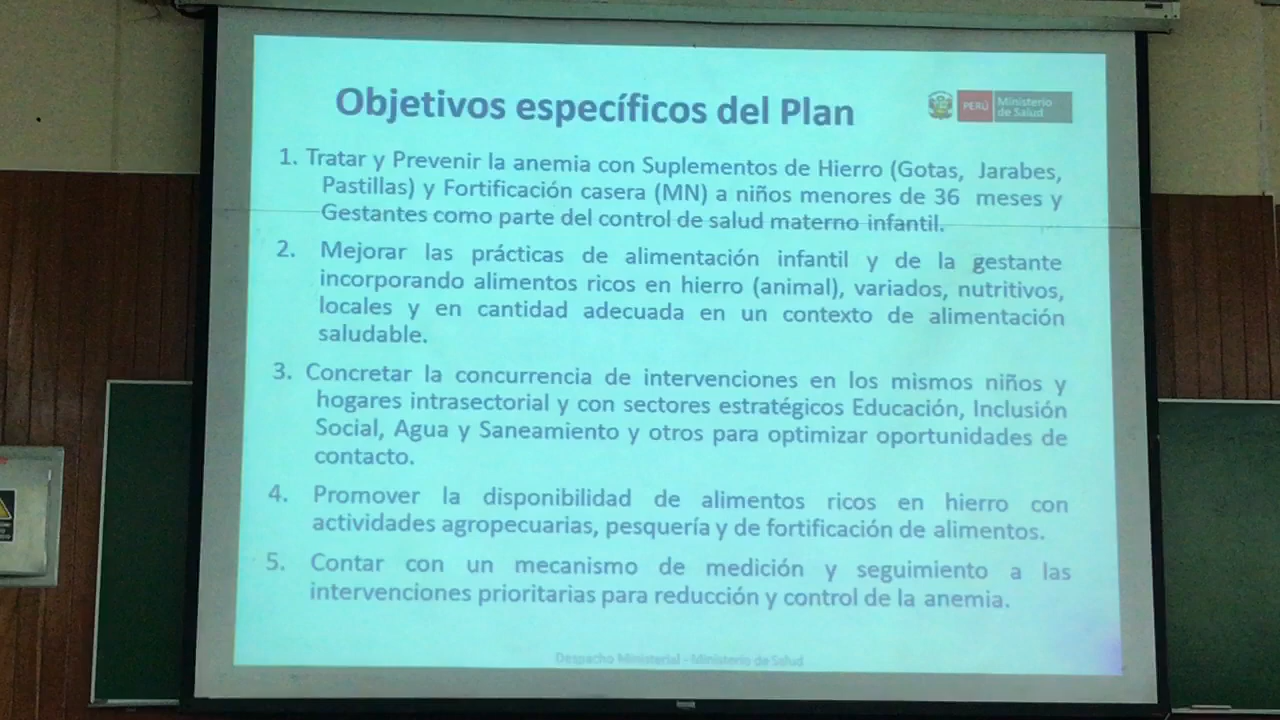 Objetivos específicos del Plan
PERÚ
Ministerio
de Salud
1. Tratar y Prevenir la anemia con Suplementos de Hierro (Gotas, Jarabes,
Pastillas) y Fortificación casera (MN) a niños menores de 36 meses y
Gestantes como parte del control de salud materno infantil.
2. Mejorar las prácticas de alimentación infantil y de la gestante
incorporando alimentos ricos en hierro (animal), variados, nutritivos,
locales y en cantidad adecuada en un contexto de alimentación
saludable.
3. Concretar la concurrencia de intervenciones en los mismos niños y
hogares intrasectorial y con sectores estratégicos Educación, Inclusión
Social, Agua y Saneamiento y otros para optimizar oportunidades de
contacto.
4. Promover la disponibilidad de alimentos ricos en hierro con
actividades agropecuarias, pesquería y de fortificación de alimentos.
5. Contar con un mecanismo de medición y seguimiento a las
intervenciones prioritarias para reducción y control de la anemia.
Despacho Ministerial - Ministerio de Salud